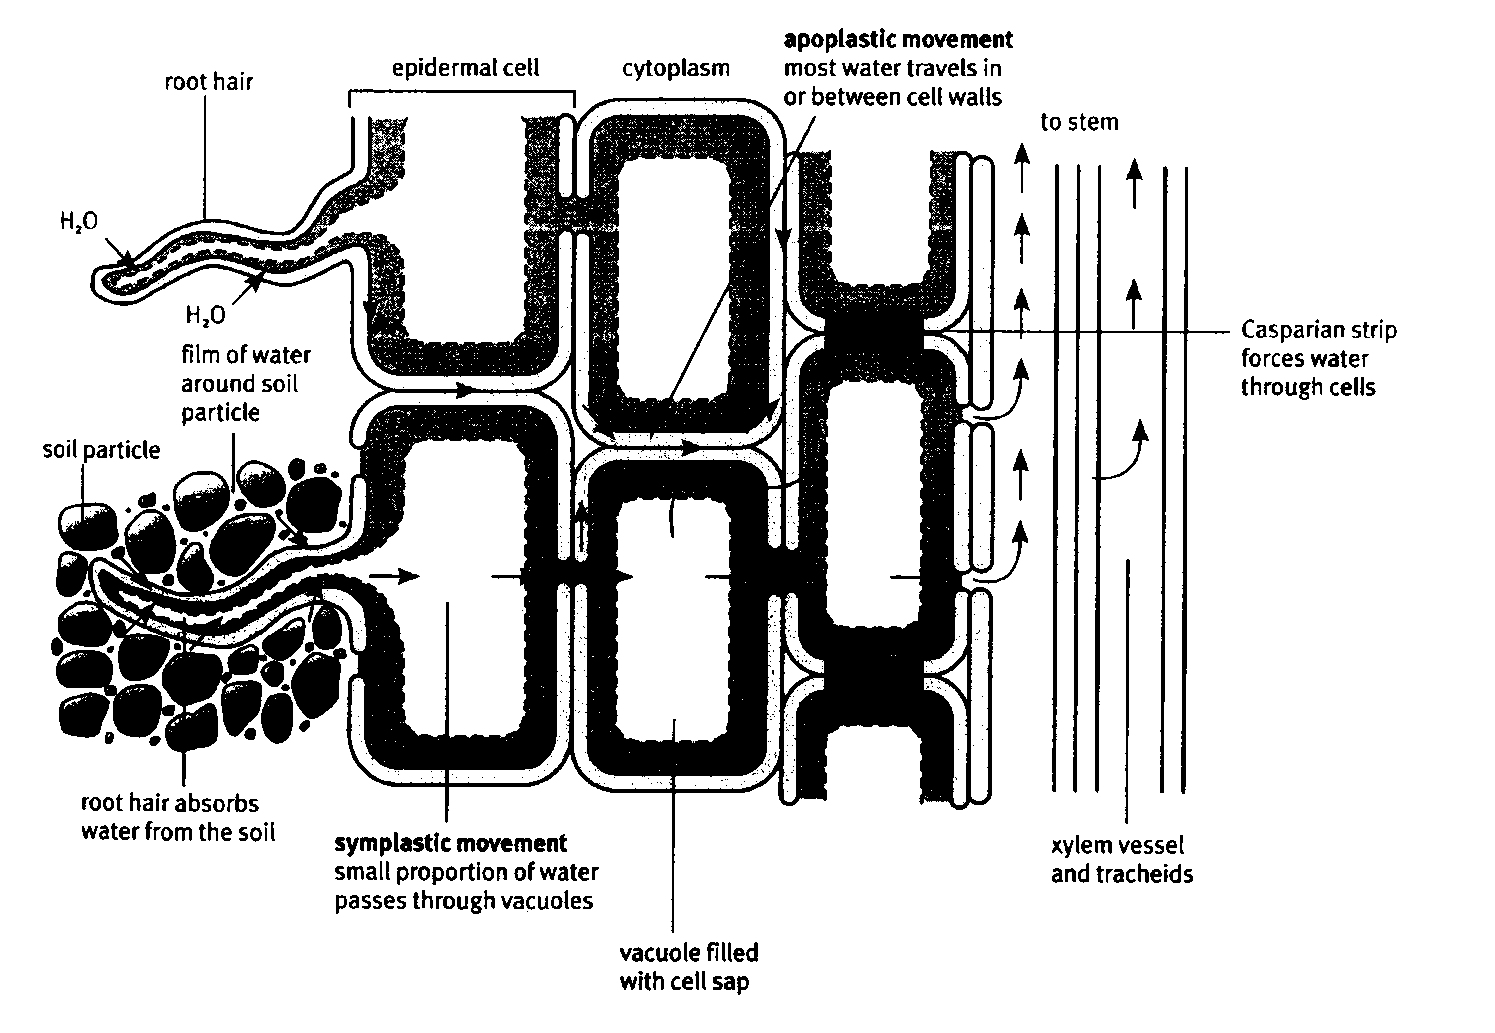 apoplastic movement
most water travels in
or between cell walls
epidermal cell
cytoplasm
root hair
to stem
H₂O
H₂O
film of water
around soil
particle
Casparian strip
forces water
through cells
soil particle
root hair absorbs
water from the soil
symplastic movement
small proportion of water
passes through vacuoles
xylem vessel
and tracheids
vacuole filled
with cell sap